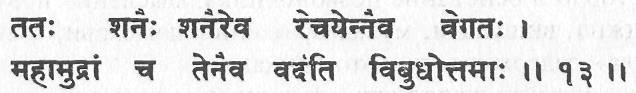 ततः शनैः शनैरेव रेचयेन्नैव वेगतः ।
महामुद्रां च तेनैव वदंति विबुधोत्तमाः ।। १३ ।।